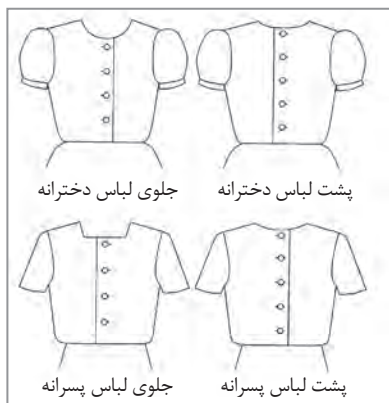 پشت لباس دخترانه
جلوی لباس دخترانه
پشت لباس پسرانه
جلوی لباس پسرانه